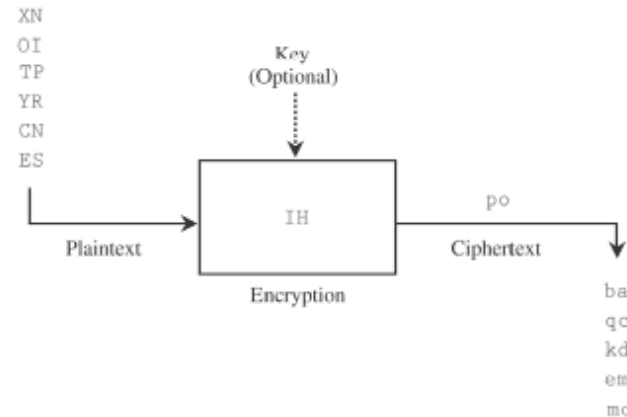 XN
OI
TP
YR
CN
ES
Key
(Optional)
IH
po
Plaintext
Ciphertext
Encryption
ba
qc
kd
em
mc